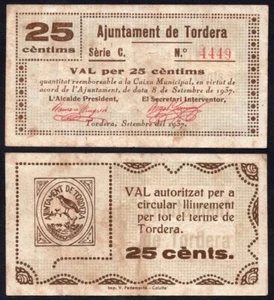 25
cèntims
Ajuntament de Tordera
Sèrie C. N.º 4449
VAL per 25 cèntims
quantitat reemborsable a la Caixa Municipal, en virtut de
acord de l'Ajuntament, de data 8 de Setembre de 1937.
L'Alcalde President, El Secretari Interventor,
Tordera, Setembre del 1937.
AJUNTAMENT DE TORDERA
VAL autoritzat per a
circular lliurement
per tot el terme de
Tordera.
25 cènts.
Imp. V. Fontanella - Calella